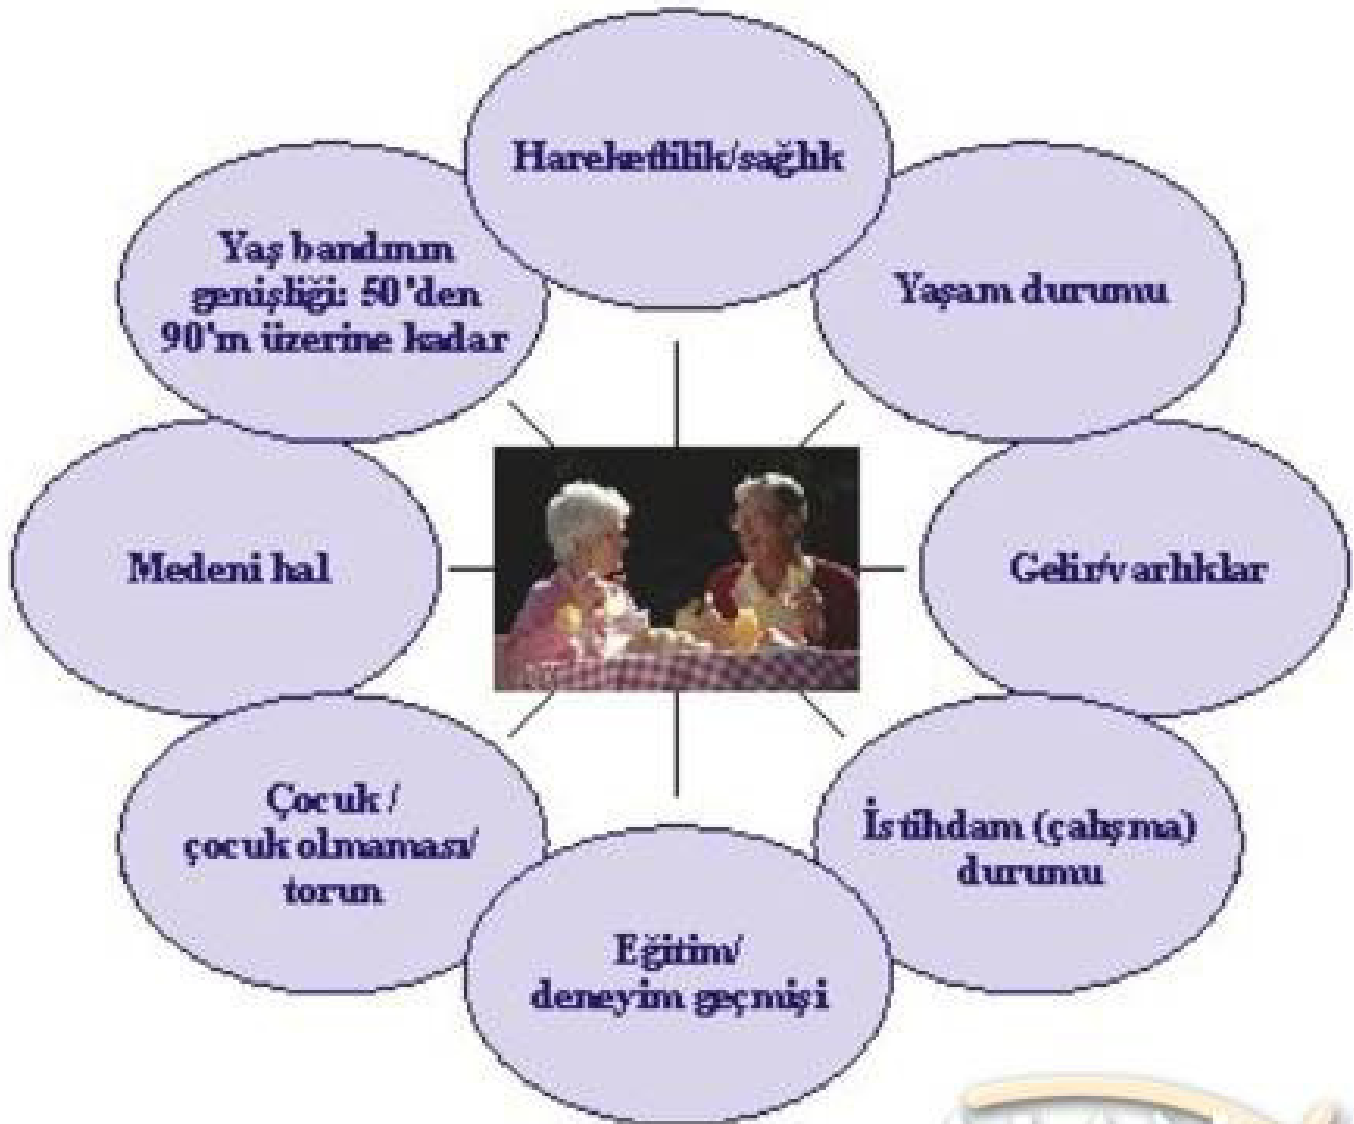 Hareketlilik/sağlık
Yaşam durumu
Gelir/varlıklar
İstihdam (çalışma)
durumu
Eğitim/
deneyim geçmişi
Çocuk /
çocuk olmaması/
torun
Medeni hal
Yaş bandının
genişliği: 50'den
90'ın üzerine kadar